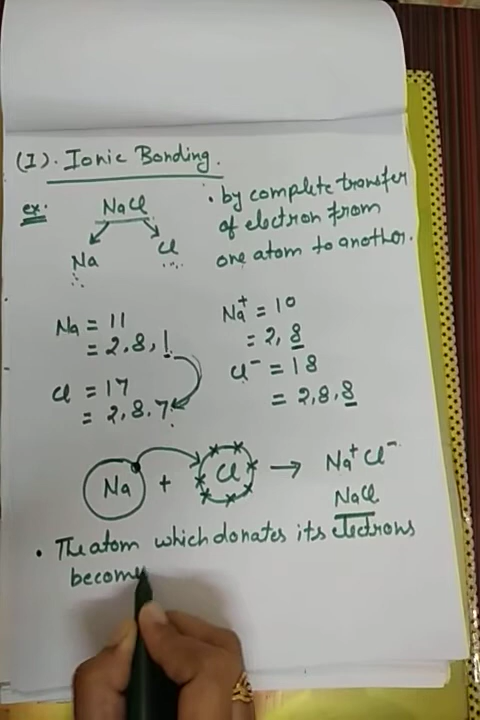 (I). Ionic Bonding.
ex:
NaCl
Na
Cl
• by complete transfer
of electron from
one atom to another.
Na = 11
= 2,8,1
Cl = 17
= 2,8,7
Na⁺ = 10
= 2,8
Cl⁻ = 18
= 2,8,8
Na + Cl → Na⁺Cl⁻
NaCl
• The atom which donates its electrons
become